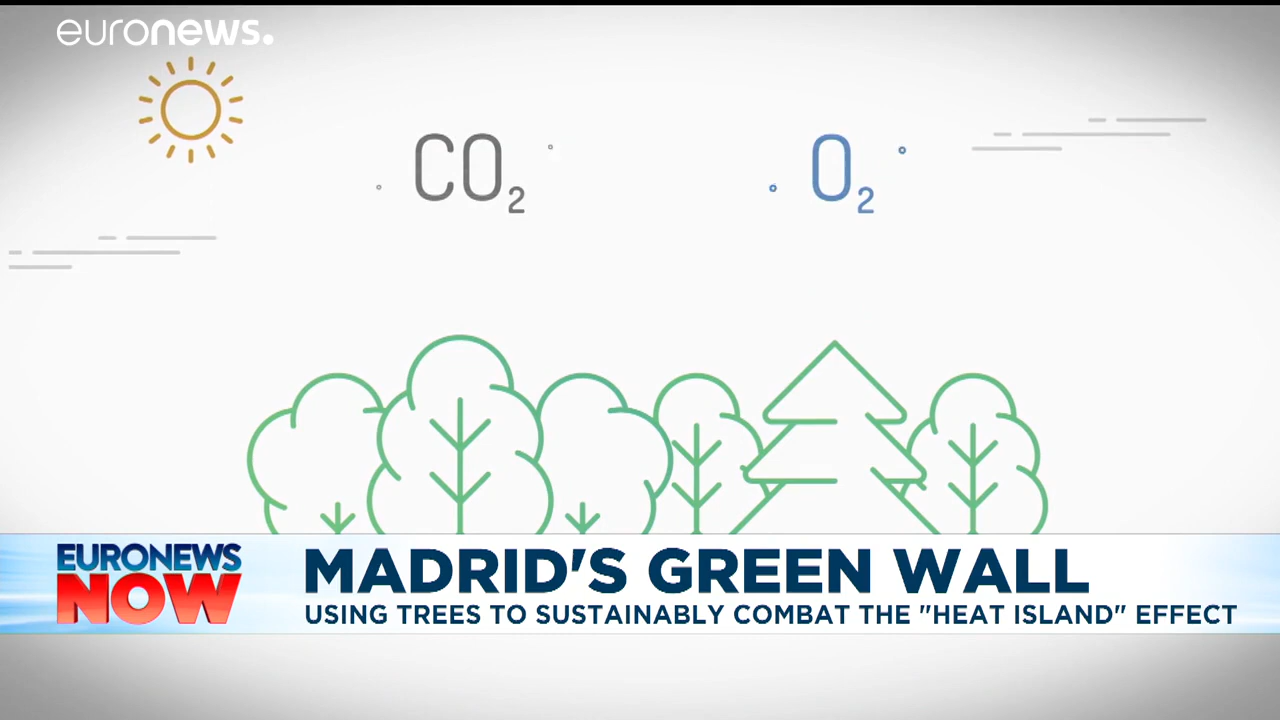 euronews.
CO₂
O₂
EURONEWS
NOW
MADRID'S GREEN WALL
USING TREES TO SUSTAINABLY COMBAT THE "HEAT ISLAND" EFFECT